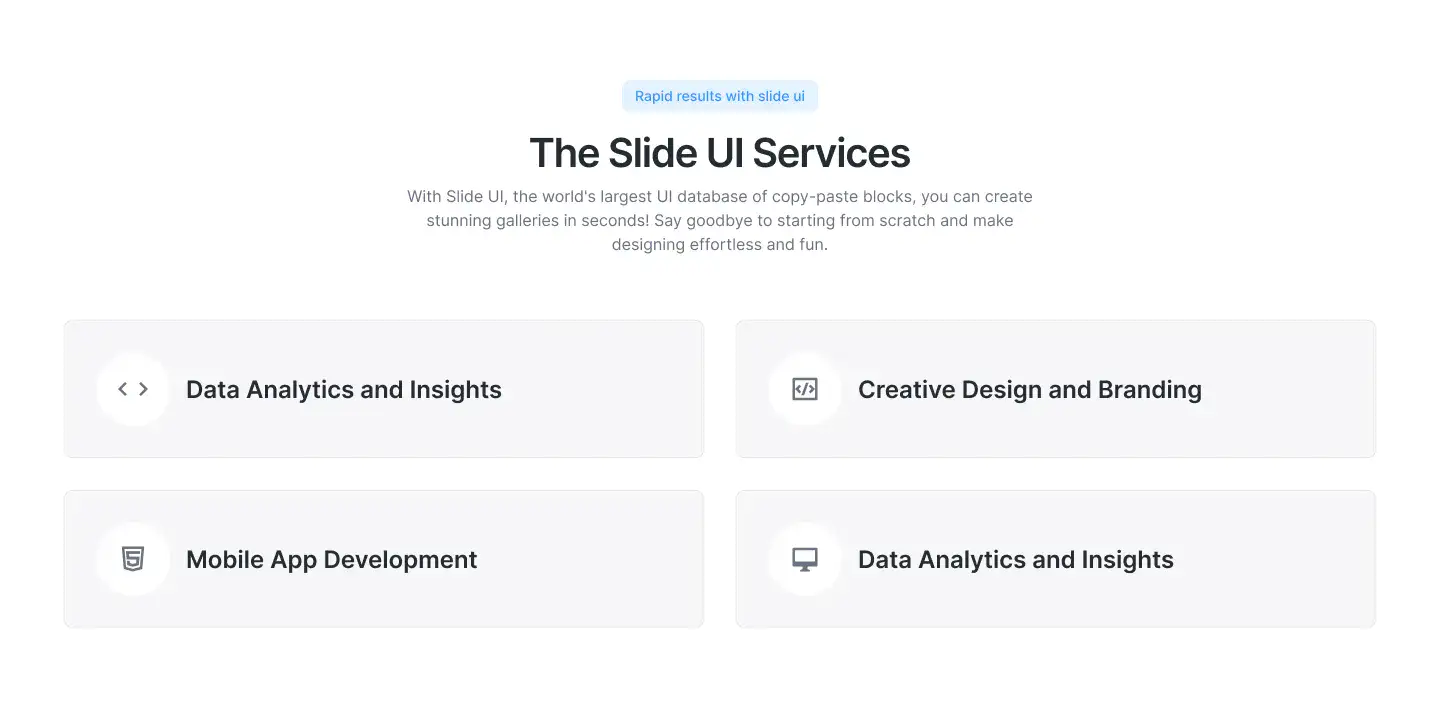 Rapid results with slide ui
The Slide UI Services
With Slide UI, the world's largest UI database of copy-paste blocks, you can create
stunning galleries in seconds! Say goodbye to starting from scratch and make
designing effortless and fun.
Data Analytics and Insights
Creative Design and Branding
Mobile App Development
Data Analytics and Insights